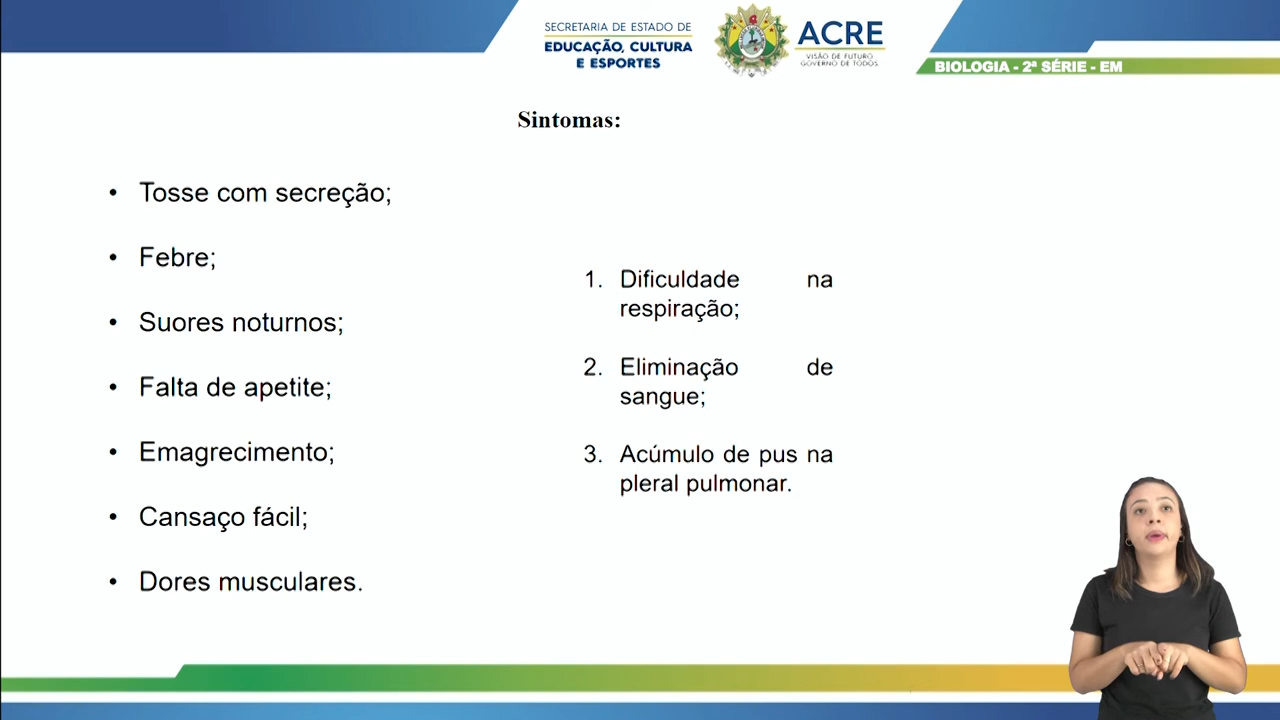 SECRETARIA DE ESTADO DE
EDUCAÇÃO, CULTURA
E ESPORTES
ACRE
VISÃO DE FUTURO
GOVERNO DE TODOS
BIOLOGIA - 2ª SÉRIE - EM
Sintomas:
• Tosse com secreção;
• Febre;
• Suores noturnos;
• Falta de apetite;
• Emagrecimento;
• Cansaço fácil;
• Dores musculares.
1. Dificuldade na
respiração;
2. Eliminação de
sangue;
3. Acúmulo de pus na
pleral pulmonar.